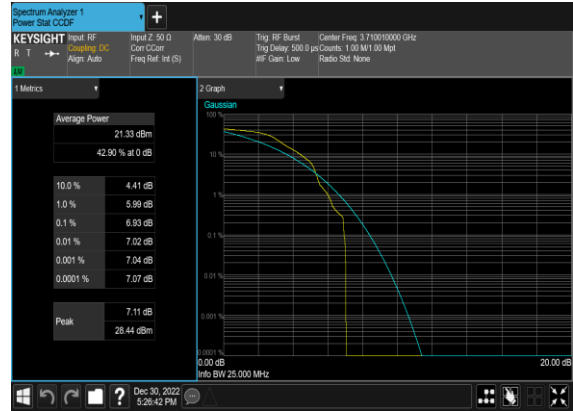 Spectrum Analyzer 1
Power Stat CCDF
KEYSIGHT
R T
LXI
Input: RF
Coupling: DC
Align: Auto
Input Z: 50 Ω
Corr CCorr
Freq Ref: Int (S)
Atten: 30 dB
Trig: RF Burst
Trig Delay: 500.0 µs
#IF Gain: Low
Center Freq: 3.710010000 GHz
Counts: 1.00 M/1.00 Mpt
Radio Std: None
1 Metrics
Average Power
21.33 dBm
42.90 % at 0 dB
10.0 % 4.41 dB
1.0 % 5.99 dB
0.1 % 6.93 dB
0.01 % 7.02 dB
0.001 % 7.04 dB
0.0001 % 7.07 dB
Peak
7.11 dB
28.44 dBm
2 Graph
Gaussian
100 %
10 %
1 %
0.1 %
0.01 %
0.001 %
0.0001 %
0.00 dB 20.00 dB
Info BW 25.000 MHz
?
Dec 30, 2022
5:26:42 PM